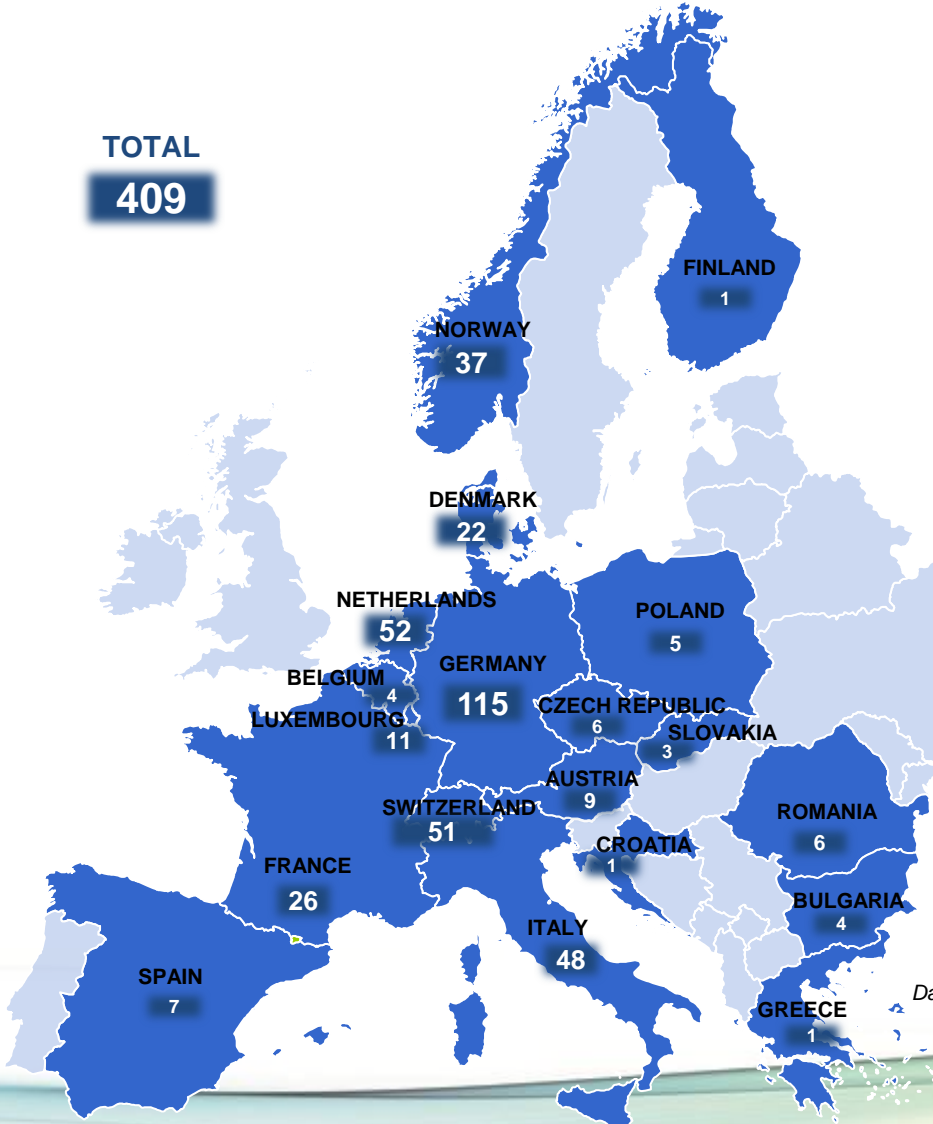 TOTAL
409
FINLAND
1
NORWAY
37
DENMARK
22
NETHERLANDS
52
POLAND
5
GERMANY
115
BELGIUM
4
CZECH REPUBLIC
6
LUXEMBOURG
11
SLOVAKIA
3
AUSTRIA
9
SWITZERLAND
51
ROMANIA
6
CROATIA
1
FRANCE
26
BULGARIA
4
ITALY
48
SPAIN
7
Da
GREECE
1